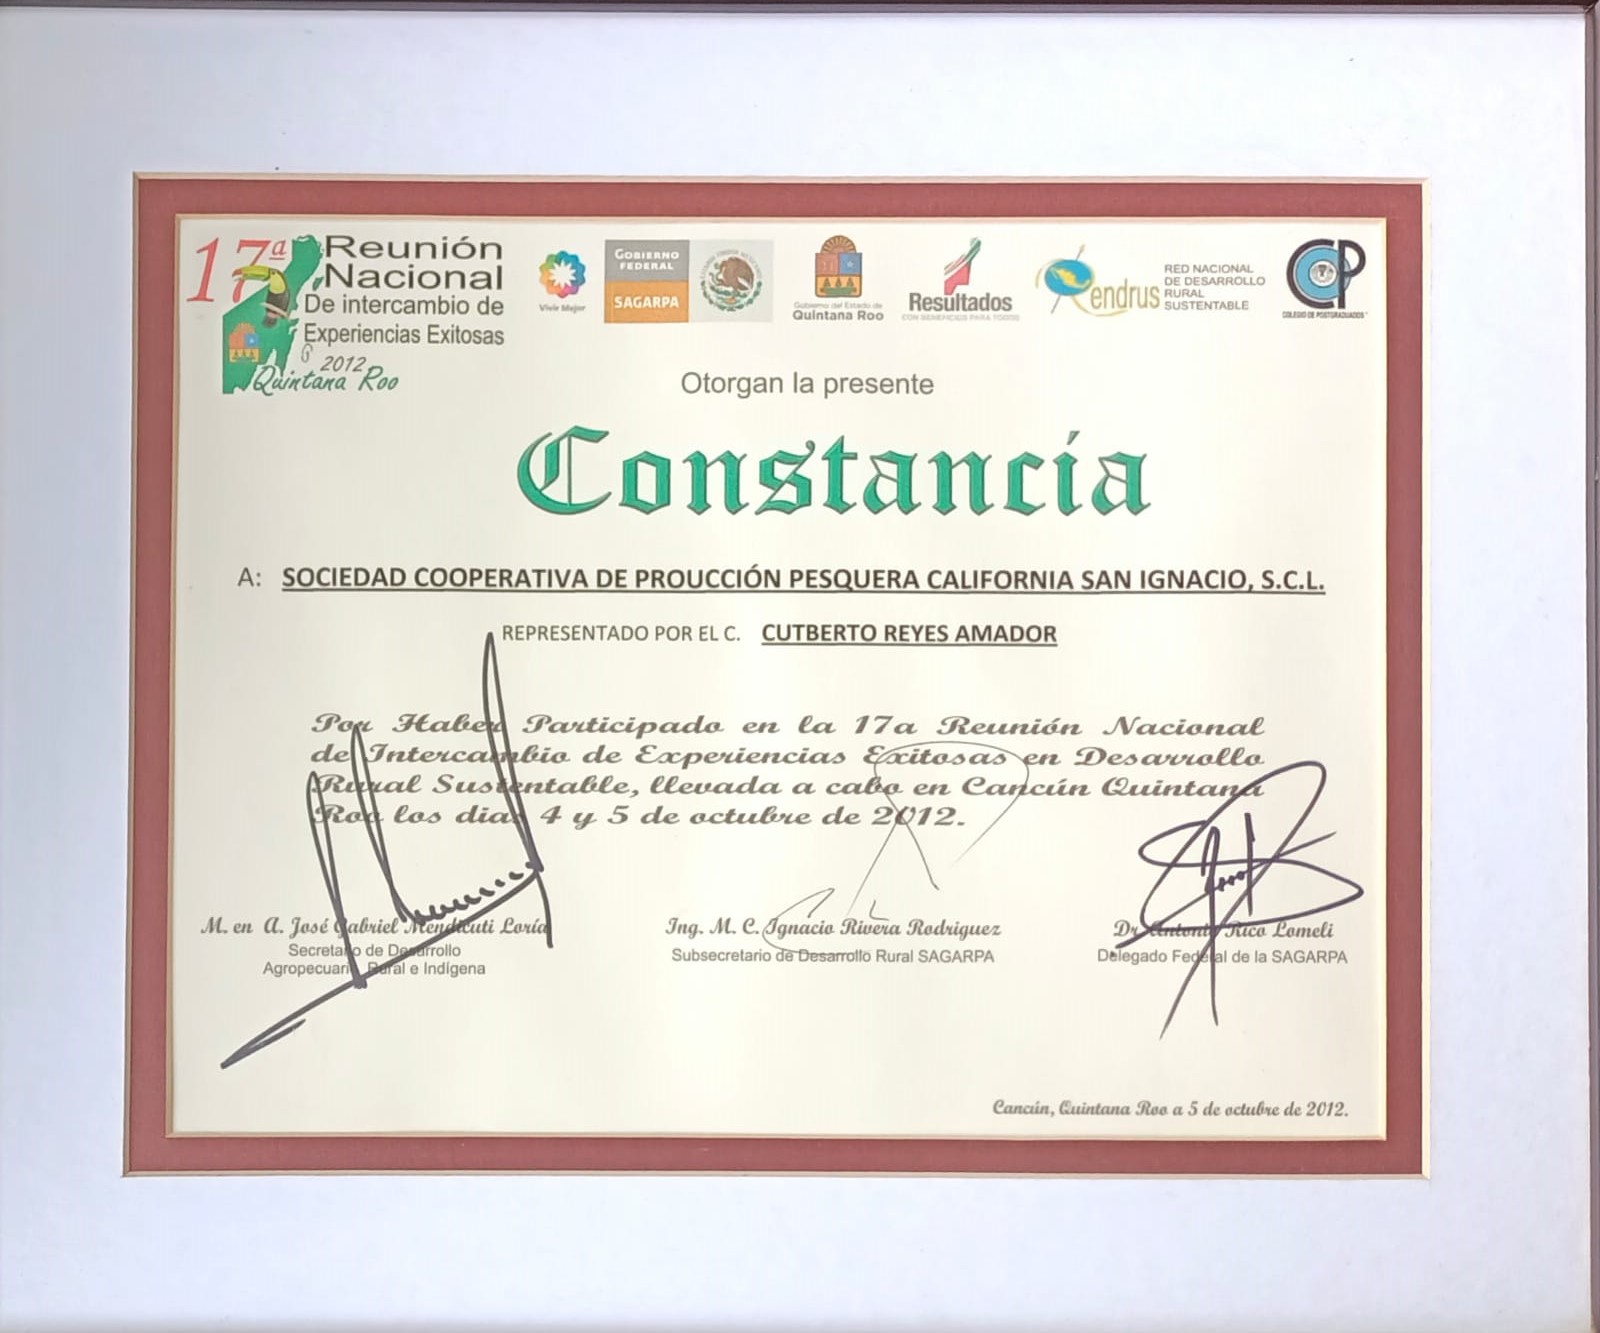 17ª Reunión
Nacional
De intercambio de
Experiencias Exitosas
2012
Quintana Roo
Vivir Mejor
GOBIERNO
FEDERAL
SAGARPA
Gobierno del Estado de
Quintana Roo
Resultados
CON BENEFICIOS PARA TODOS
Rendrus
RED NACIONAL
DE DESARROLLO
RURAL
SUSTENTABLE
CP
COLEGIO DE POSTGRADUADOS
Otorgan la presente
Constancía
A: SOCIEDAD COOPERATIVA DE PROUCCIÓN PESQUERA CALIFORNIA SAN IGNACIO, S.C.L.
REPRESENTADO POR EL C. CUTBERTO REYES AMADOR
Por Haber Participado en la 17a Reunión Nacional
de Intercambio de Experiencias Exitosas en Desarrollo
Rural Sustentable, llevada a cabo en Cancún Quintana
Roo los dias 4 y 5 de octubre de 2012.
M. en A. José Gabriel Mendicuti Loría
Secretario de Desarrollo
Agropecuario Rural e Indígena
Ing. M. C. Ignacio Rivera Rodriguez
Subsecretario de Desarrollo Rural SAGARPA
Dr. Antonio Rico Lomeli
Delegado Federal de la SAGARPA
Cancún, Quintana Roo a 5 de octubre de 2012.